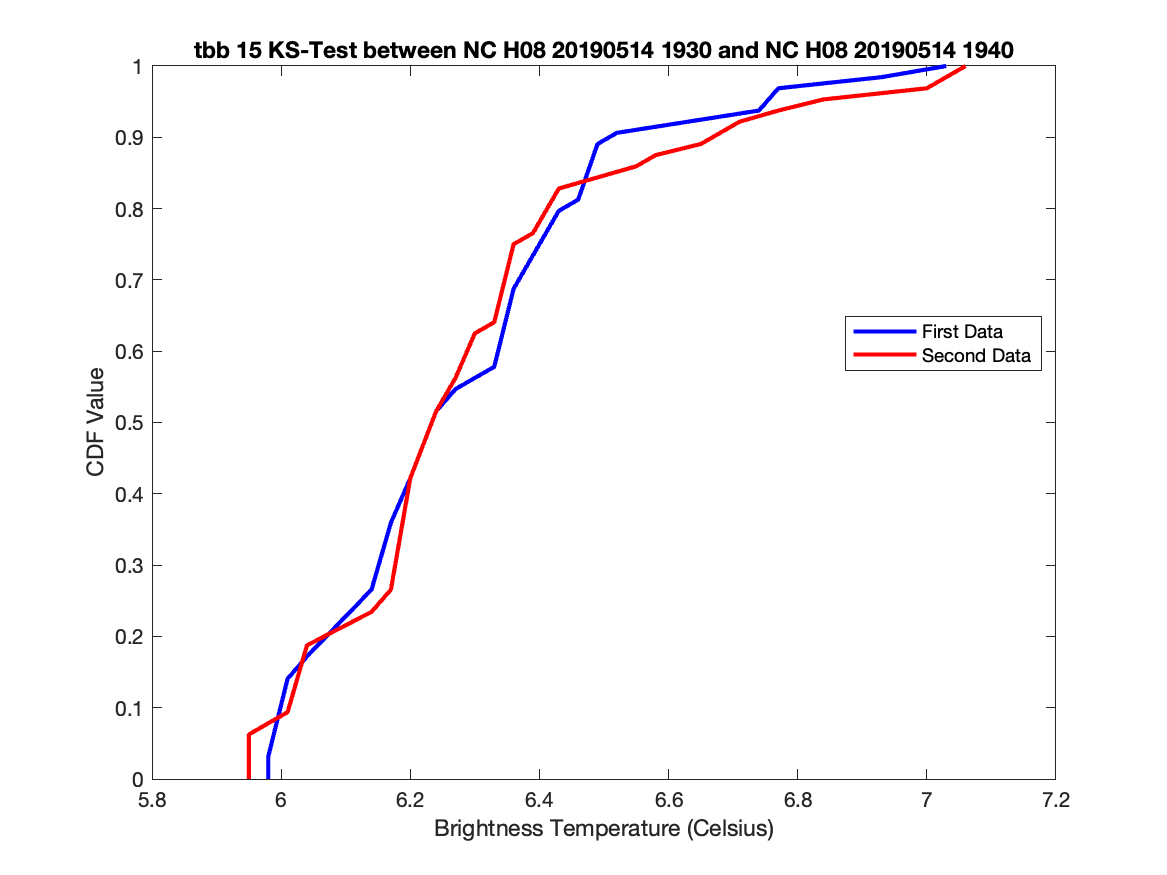 tbb 15 KS-Test between NC H08 20190514 1930 and NC H08 20190514 1940
1
0.9
0.8
0.7
0.6
0.5
0.4
0.3
0.2
0.1
0
CDF Value
First Data
Second Data
5.8 6 6.2 6.4 6.6 6.8 7 7.2
Brightness Temperature (Celsius)